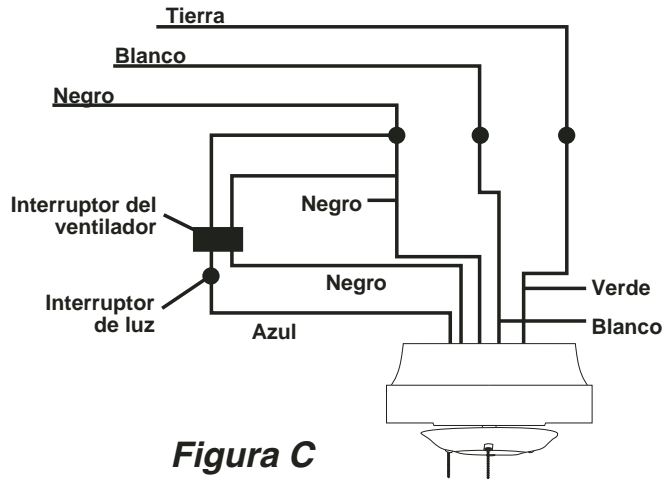 Tierra
Blanco
Negro
Interruptor del
ventilador
Negro
Negro
Interruptor
de luz
Azul
Verde
Blanco
Figura C